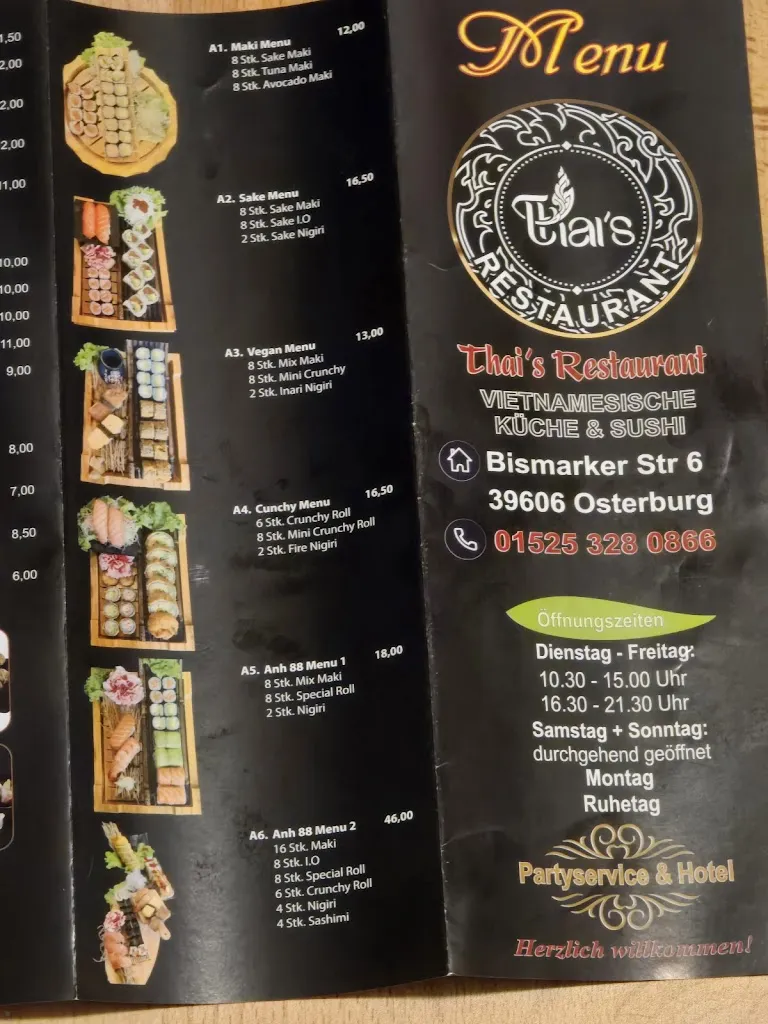 1,50
2,00
2,00
2,00
11,00
10,00
10,00
10,00
11,00
9,00
8,00
7,00
8,50
6,00
A1. Maki Menu 12,00
8 Stk. Sake Maki
8 Stk. Tuna Maki
8 Stk. Avocado Maki
A2. Sake Menu 16,50
8 Stk. Sake Maki
8 Stk. Sake I.O
2 Stk. Sake Nigiri
A3. Vegan Menu 13,00
8 Stk. Mix Maki
8 Stk. Mini Crunchy
2 Stk. Inari Nigiri
A4. Cunchy Menu 16,50
6 Stk. Crunchy Roll
8 Stk. Mini Crunchy Roll
2 Stk. Fire Nigiri
A5. Anh 88 Menu 1 18,00
8 Stk. Mix Maki
8 Stk. Special Roll
2 Stk. Nigiri
A6. Anh 88 Menu 2 46,00
16 Stk. Maki
8 Stk. I.O
8 Stk. Special Roll
6 Stk. Crunchy Roll
4 Stk. Nigiri
4 Stk. Sashimi
Menu
Thai's
RESTAURANT
Thai's Restaurant
VIETNAMESISCHE
KÜCHE & SUSHI
Bismarker Str 6
39606 Osterburg
01525 328 0866
Öffnungszeiten
Dienstag - Freitag:
10.30 - 15.00 Uhr
16.30 - 21.30 Uhr
Samstag + Sonntag:
durchgehend geöffnet
Montag
Ruhetag
Partyservice & Hotel
Herzlich willkommen!